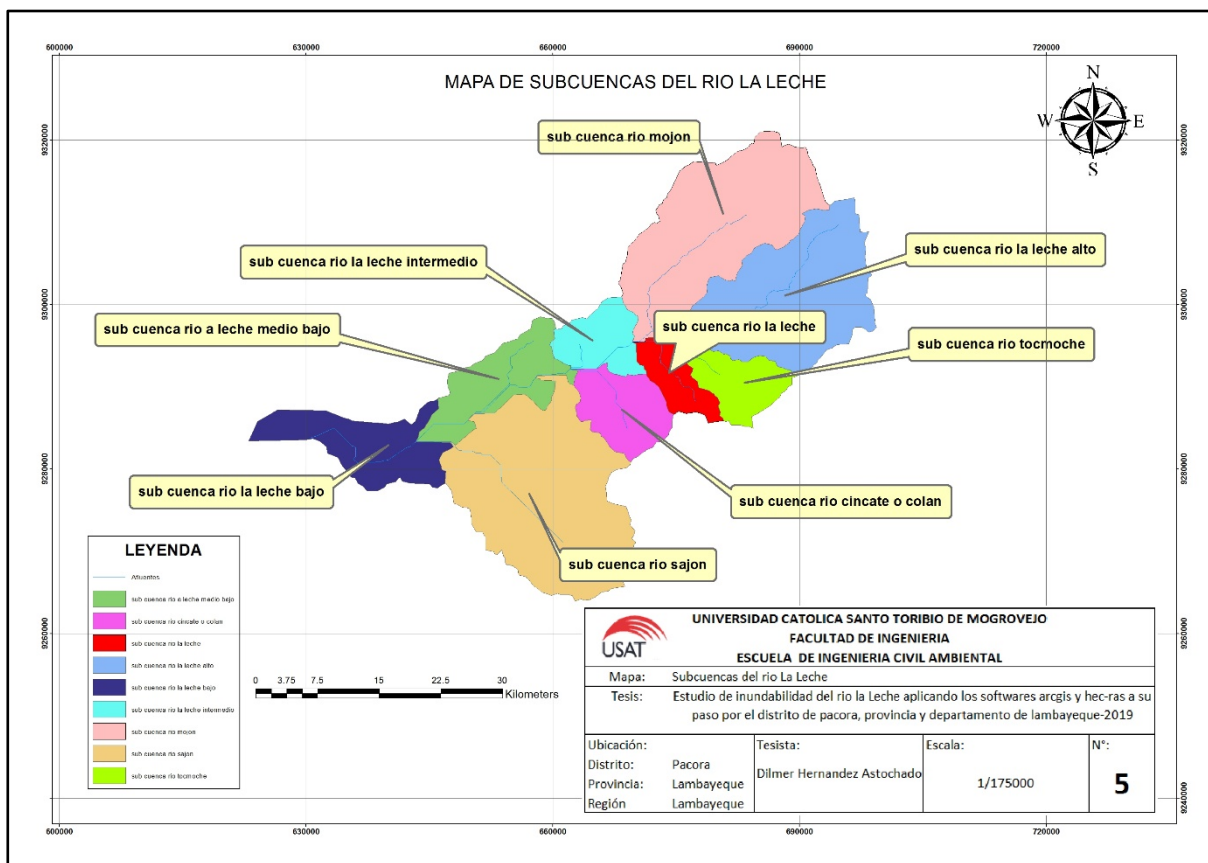 600000 630000 660000 690000 720000
MAPA DE SUBCUENCAS DEL RIO LA LECHE
N
W E
S
9320000 9320000
sub cuenca rio mojon
sub cuenca rio la leche alto
sub cuenca rio la leche intermedio
9300000 9300000
sub cuenca rio la leche
sub cuenca rio a leche medio bajo
sub cuenca rio tocmoche
9280000 9280000
sub cuenca rio la leche bajo
sub cuenca rio cincate o colan
sub cuenca rio sajon
LEYENDA
Afluentes
sub cuenca rio a leche medio bajo
sub cuenca rio cincate o colan
sub cuenca rio la leche
sub cuenca rio la leche alto
sub cuenca rio la leche bajo
sub cuenca rio la leche intermedio
sub cuenca rio mojon
sub cuenca rio sajon
sub cuenca rio tocmoche
9260000 9260000
0 3.75 7.5 15 22.5 30
Kilometers
USAT
UNIVERSIDAD CATOLICA SANTO TORIBIO DE MOGROVEJO
FACULTAD DE INGENIERIA
ESCUELA DE INGENIERIA CIVIL AMBIENTAL
Mapa: Subcuencas del rio La Leche
Tesis: Estudio de inundabilidad del rio la Leche aplicando los softwares arcgis y hec-ras a su
paso por el distrito de pacora, provincia y departamento de lambayeque-2019
Ubicación:
Distrito: Pacora
Provincia: Lambayeque
Región Lambayeque
Tesista:
Dilmer Hernandez Astochado
Escala:
1/175000
N°:
5
9240000 9240000
600000 630000 660000 690000 720000